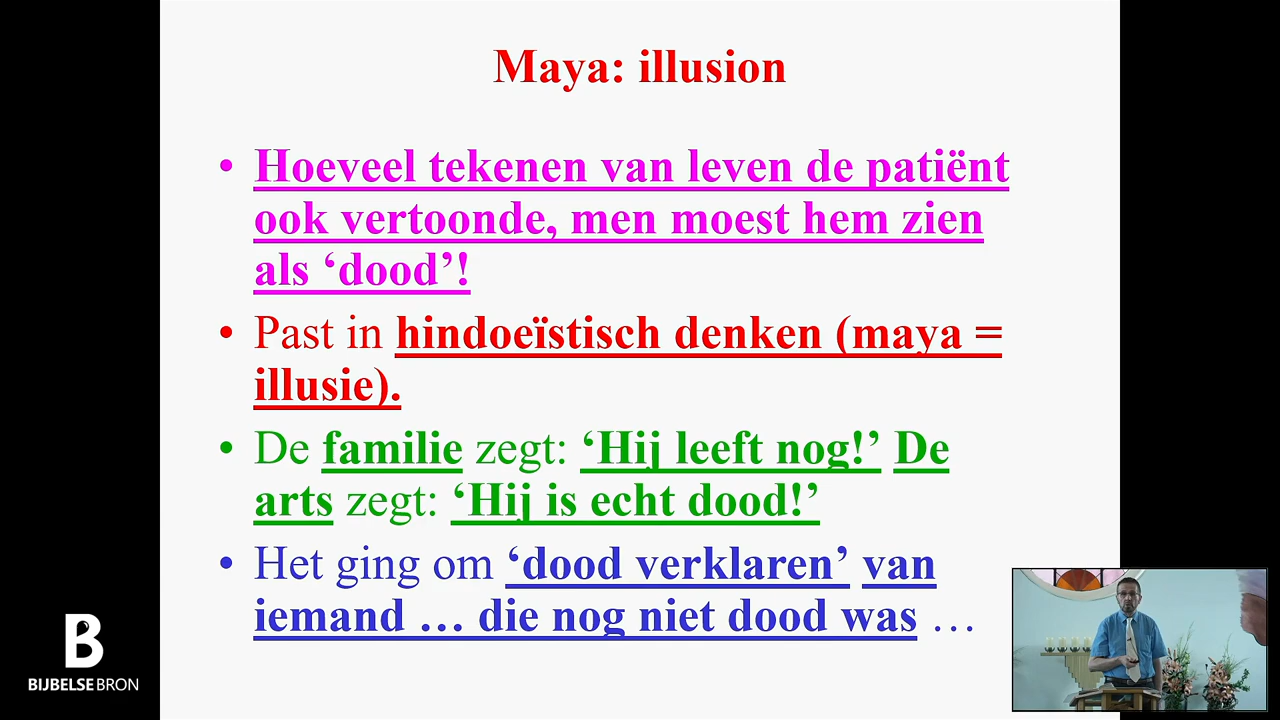 Maya: illusion
• Hoeveel tekenen van leven de patiënt
ook vertoonde, men moest hem zien
als ‘dood’!
• Past in hindoeïstisch denken (maya =
illusie).
• De familie zegt: ‘Hij leeft nog!’ De
arts zegt: ‘Hij is echt dood!’
• Het ging om ‘dood verklaren’ van
iemand … die nog niet dood was …
B
BIJBELSE BRON